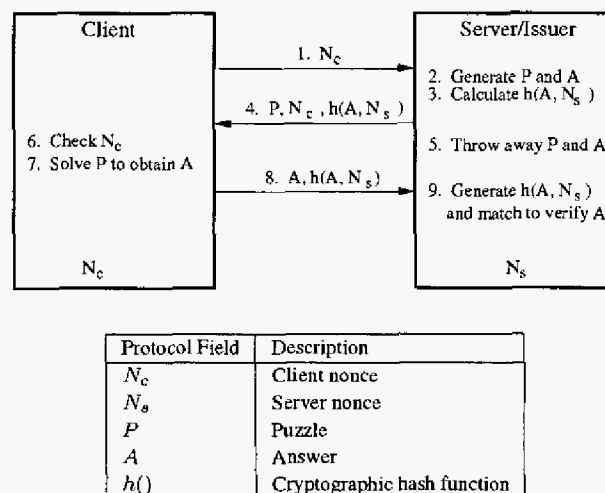 Client
Server/Issuer
1. N_c
2. Generate P and A
3. Calculate h(A, N_s )
4. P, N_c , h(A, N_s )
5. Throw away P and A
6. Check N_c
7. Solve P to obtain A
8. A, h(A, N_s)
9. Generate h(A, N_s )
and match to verify A
N_c
N_s
Protocol Field Description
N_c Client nonce
N_s Server nonce
P Puzzle
A Answer
h() Cryptographic hash function